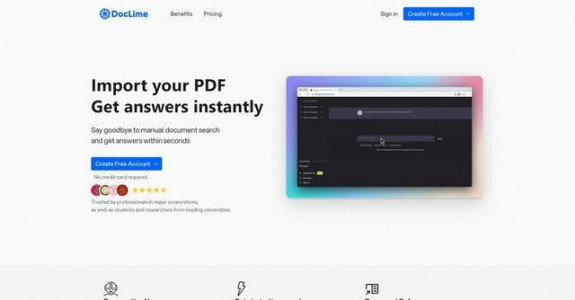 DocLime
Benefits
Pricing
Sign in
Create Free Account →
Import your PDF
Get answers instantly
Say goodbye to manual document search
and get answers within seconds
Create Free Account →
No credit card required.
Trusted by professionals in major corporations,
as well as students and researchers from leading universities.